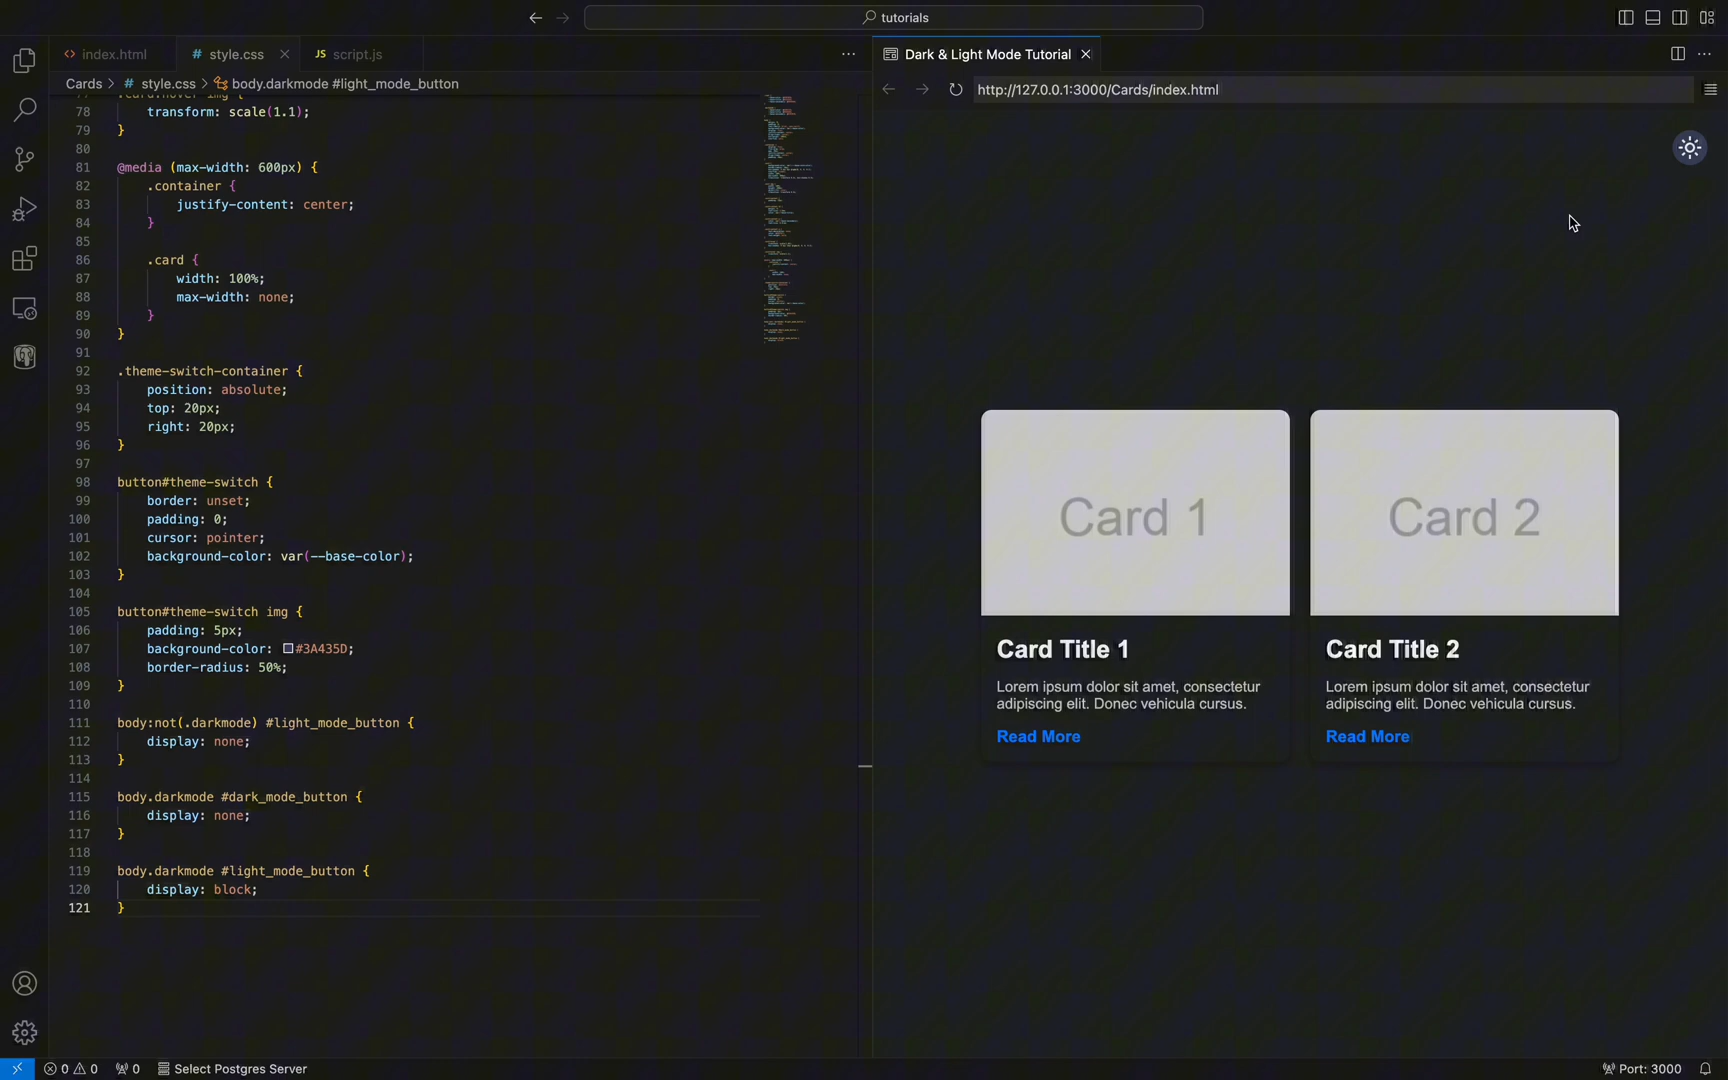 tutorials
index.html
# style.css
JS script.js
Dark & Light Mode Tutorial
Cards > # style.css > body.darkmode #light_mode_button
http://127.0.0.1:3000/Cards/index.html
78 transform: scale(1.1);
79 }
80
81 @media (max-width: 600px) {
82 .container {
83 justify-content: center;
84 }
85
86 .card {
87 width: 100%;
88 max-width: none;
89 }
90 }
91
92 .theme-switch-container {
93 position: absolute;
94 top: 20px;
95 right: 20px;
96 }
97
98 button#theme-switch {
99 border: unset;
100 padding: 0;
101 cursor: pointer;
102 background-color: var(--base-color);
103 }
104
105 button#theme-switch img {
106 padding: 5px;
107 background-color: #3A435D;
108 border-radius: 50%;
109 }
110
111 body:not(.darkmode) #light_mode_button {
112 display: none;
113 }
114
115 body.darkmode #dark_mode_button {
116 display: none;
117 }
118
119 body.darkmode #light_mode_button {
120 display: block;
121 }
Card 1
Card Title 1
Lorem ipsum dolor sit amet, consectetur
adipiscing elit. Donec vehicula cursus.
Read More
Card 2
Card Title 2
Lorem ipsum dolor sit amet, consectetur
adipiscing elit. Donec vehicula cursus.
Read More
0 0 0 Select Postgres Server
Port: 3000